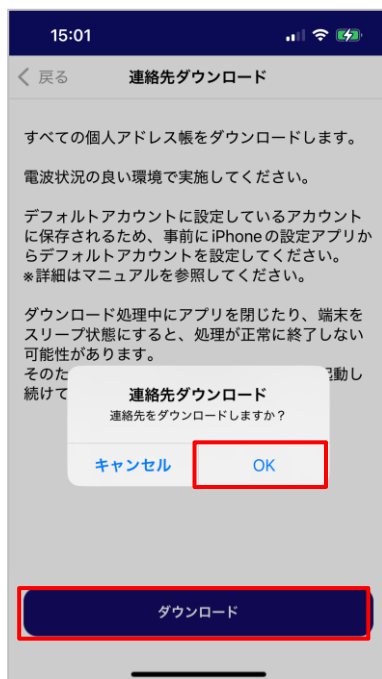 15:01
戻る 連絡先ダウンロード
すべての個人アドレス帳をダウンロードします。
電波状況の良い環境で実施してください。
デフォルトアカウントに設定しているアカウント
に保存されるため、事前にiPhoneの設定アプリか
らデフォルトアカウントを設定してください。
※詳細はマニュアルを参照してください。
ダウンロード処理中にアプリを閉じたり、端末を
スリープ状態にすると、処理が正常に終了しない
可能性があります。
そのた 起動し
続けて
連絡先ダウンロード
連絡先をダウンロードしますか？
キャンセル OK
ダウンロード